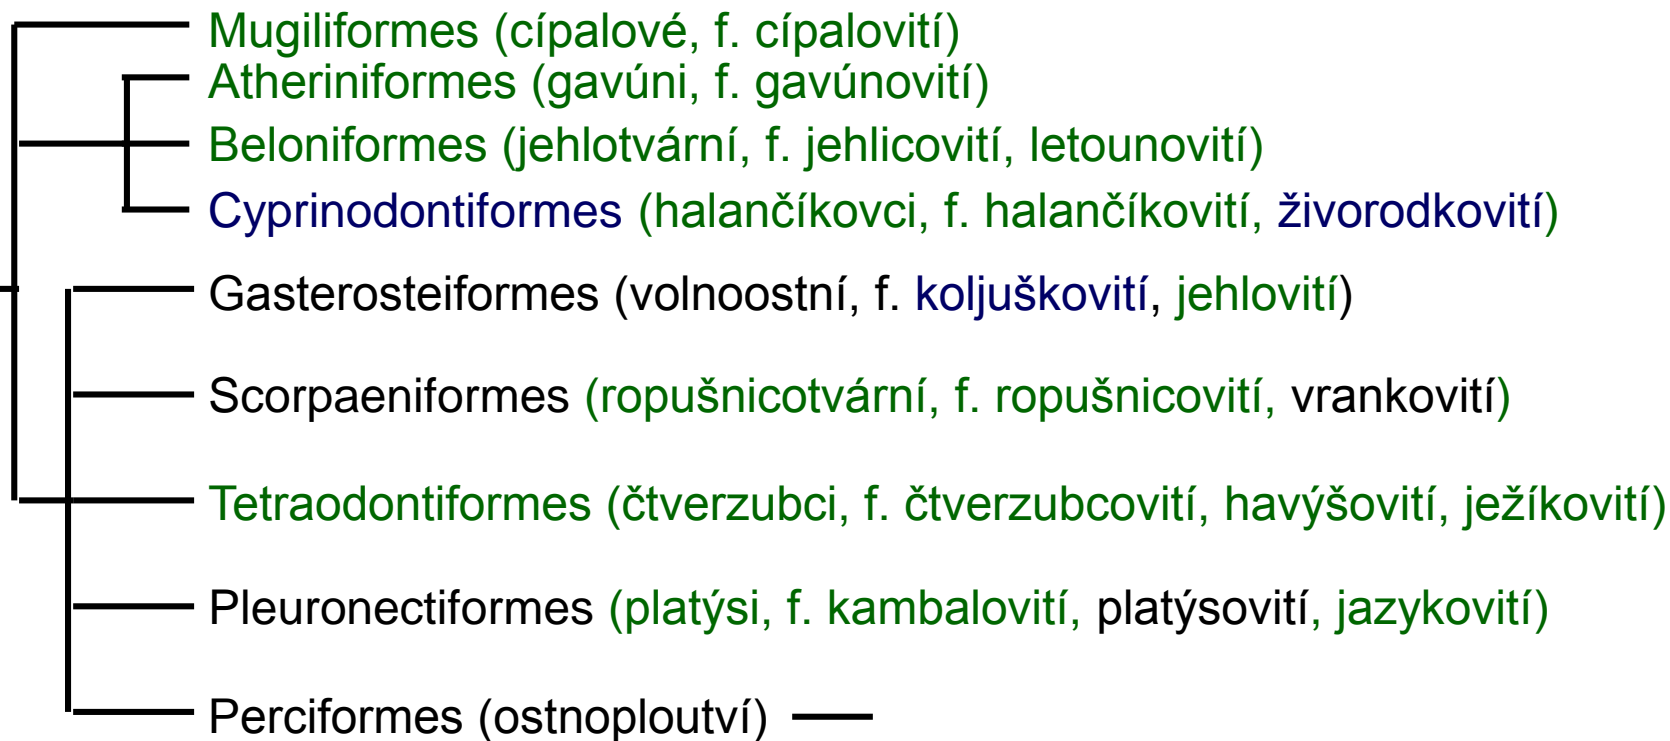 Mugiliformes (cípalové, f. cípalovití)
Atheriniformes (gavúni, f. gavúnovití)
Beloniformes (jehlotvární, f. jehlicovití, letounovití)
Cyprinodontiformes (halančíkovci, f. halančíkovití, živorodkovití)
Gasterosteiformes (volnoostní, f. koljuškovití, jehlovití)
Scorpaeniformes (ropušnicotvární, f. ropušnicovití, vrankovití)
Tetraodontiformes (čtverzubci, f. čtverzubcovití, havýšovití, ježíkovití)
Pleuronectiformes (platýsi, f. kambalovití, platýsovití, jazykovití)
Perciformes (ostnoploutví)